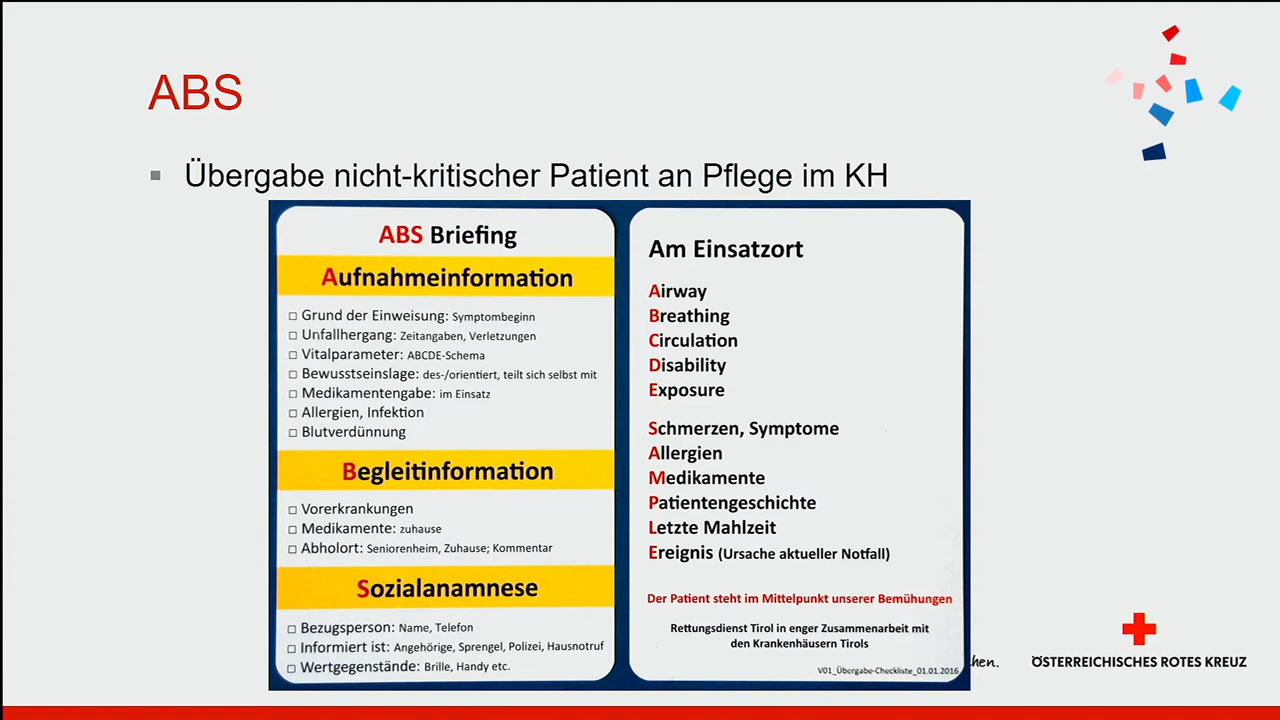 ABS
Übergabe nicht-kritischer Patient an Pflege im KH
ABS Briefing
Aufnahmeinformation
□ Grund der Einweisung: Symptombeginn
□ Unfallhergang: Zeitangaben, Verletzungen
□ Vitalparameter: ABCDE-Schema
□ Bewusstseinslage: des-/orientiert, teilt sich selbst mit
□ Medikamentengabe: im Einsatz
□ Allergien, Infektion
□ Blutverdünnung
Begleitinformation
□ Vorerkrankungen
□ Medikamente: zuhause
□ Abholort: Seniorenheim, Zuhause; Kommentar
Sozialanamnese
□ Bezugsperson: Name, Telefon
□ Informiert ist: Angehörige, Sprengel, Polizei, Hausnotruf
□ Wertgegenstände: Brille, Handy etc.
Am Einsatzort
Airway
Breathing
Circulation
Disability
Exposure
Schmerzen, Symptome
Allergien
Medikamente
Patientengeschichte
Letzte Mahlzeit
Ereignis (Ursache aktueller Notfall)
Der Patient steht im Mittelpunkt unserer Bemühungen
Rettungsdienst Tirol in enger Zusammenarbeit mit
den Krankenhäusern Tirols
V01_Übergabe-Checkliste_01.01.2016
ÖSTERREICHISCHES ROTES KREUZ